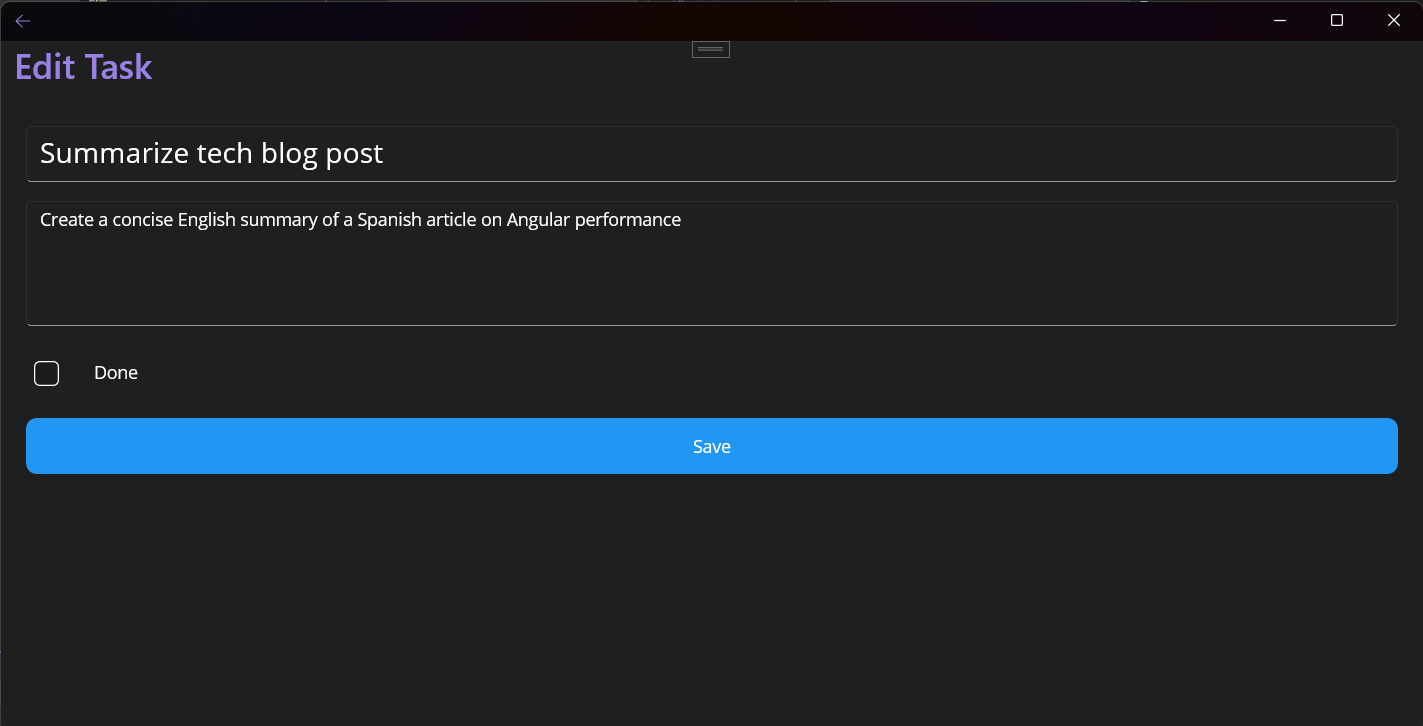 Edit Task
Summarize tech blog post
Create a concise English summary of a Spanish article on Angular performance
Done
Save